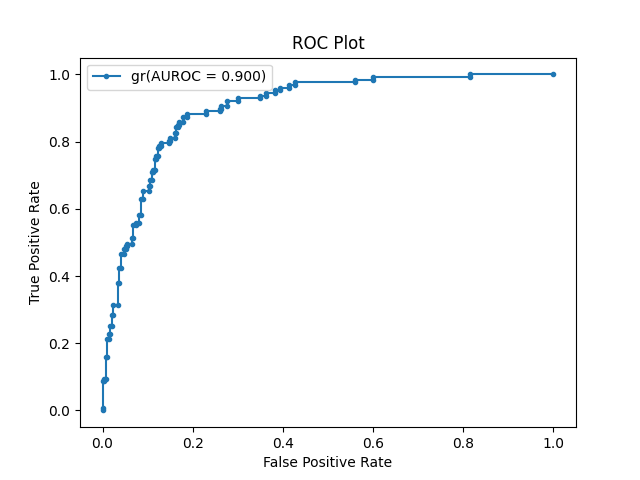 ROC Plot
gr(AUROC = 0.900)
1.0
0.8
0.6
0.4
0.2
0.0
True Positive Rate
0.0 0.2 0.4 0.6 0.8 1.0
False Positive Rate